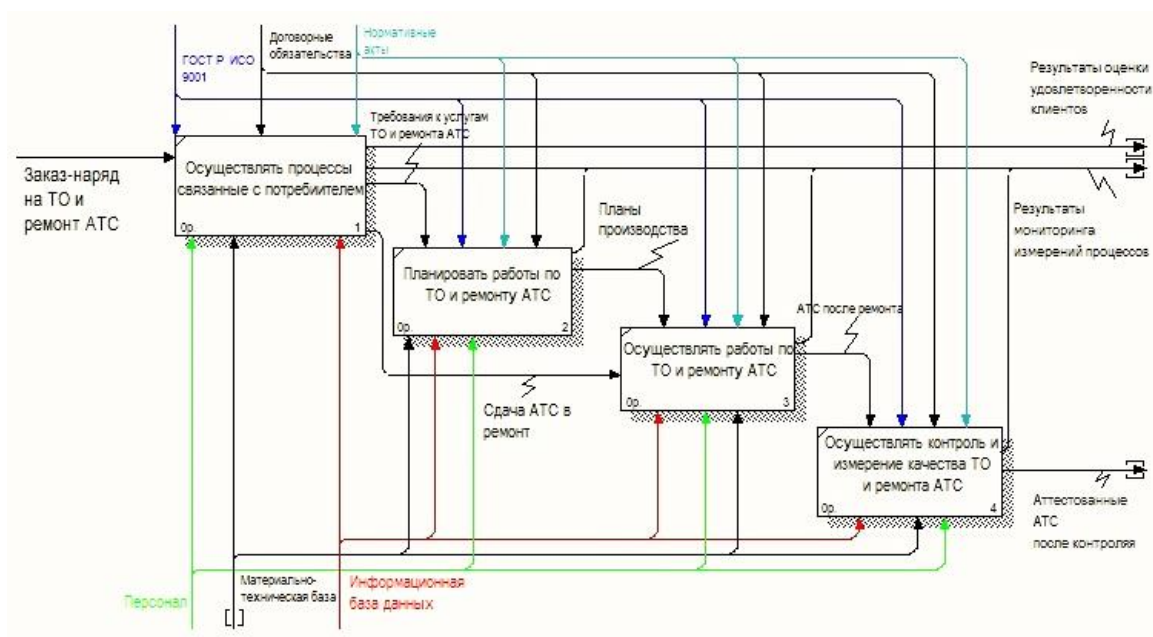 Договорные
обязательства
Нормативные
акты
ГОСТ Р ИСО
9001
Результаты оценки
удовлетворенности
клиентов
Требования к услугам
ТО и ремонта АТС
Заказ-наряд
на ТО и
ремонт АТС
Осуществлять процессы
связанные с потребиителем
0р.
1
Планы
производства
Результаты
мониторинга
измерений процессов
Планировать работы по
ТО и ремонту АТС
0р.
2
АТС после ремонта
Осуществлять работы по
ТО и ремонту АТС
0р.
3
Сдача АТС в
ремонт
Осуществлять контроль и
измерение качества ТО
и ремонта АТС
0р.
4
Аттестованные
АТС
после контроляя
Персонал
Материально-
техническая база
Информационная
база данных